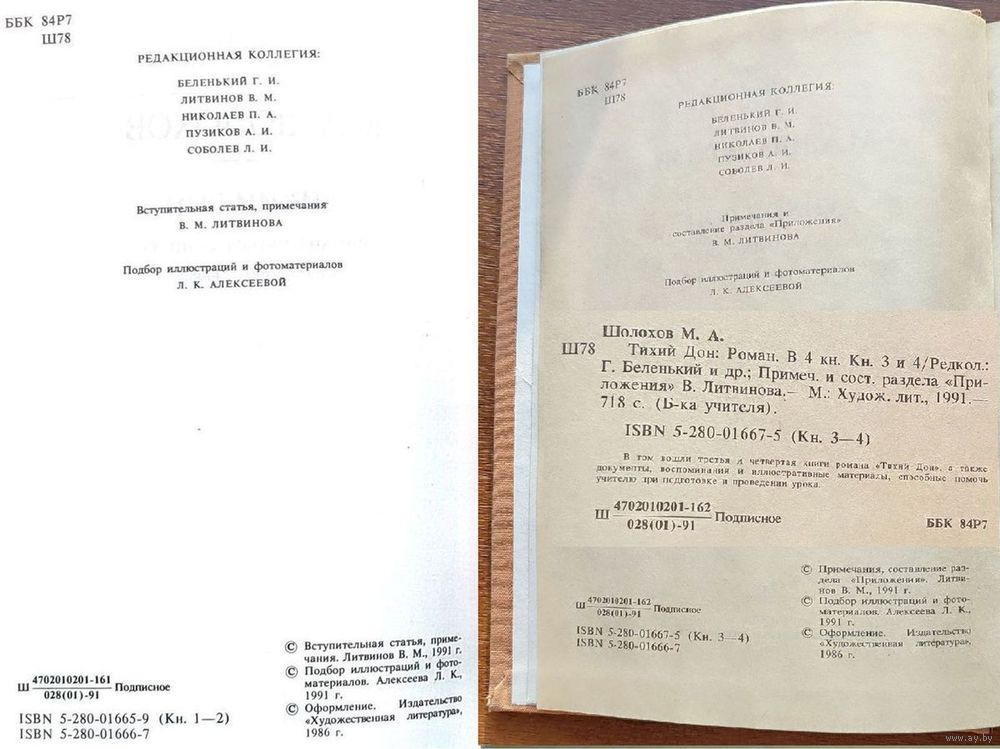 ББК 84Р7
Ш78
РЕДАКЦИОННАЯ КОЛЛЕГИЯ:
БЕЛЕНЬКИЙ Г. И.
ЛИТВИНОВ В. М.
НИКОЛАЕВ П. А.
ПУЗИКОВ А. И.
СОБОЛЕВ Л. И.
Вступительная статья, примечания
В. М. ЛИТВИНОВА
Подбор иллюстраций и фотоматериалов
Л. К. АЛЕКСЕЕВОЙ
Ш 4702010201-161
028(01)-91 Подписное
ISBN 5-280-01665-9 (Кн. 1—2)
ISBN 5-280-01666-7
© Вступительная статья, приме-
чания. Литвинов В. М., 1991 г.
© Подбор иллюстраций и фото-
материалов. Алексеева Л. К.,
1991 г.
© Оформление. Издательство
«Художественная литература»,
1986 г.
ББК 84Р7
Ш78
РЕДАКЦИОННАЯ КОЛЛЕГИЯ:
БЕЛЕНЬКИЙ Г. И.
ЛИТВИНОВ В. М.
НИКОЛАЕВ П. А.
ПУЗИКОВ А. И.
СОБОЛЕВ Л. И.
Примечания и
составление раздела «Приложения»
В. М. ЛИТВИНОВА
Подбор иллюстраций и фотоматериалов
Л. К. АЛЕКСЕЕВОЙ
Шолохов М. А.
Ш78 Тихий Дон: Роман. В 4 кн. Кн. 3 и 4/Редкол.:
Г. Беленький и др.; Примеч. и сост. раздела «При-
ложения» В. Литвинова.— М.: Худож. лит., 1991.—
718 с. (Б-ка учителя).
ISBN 5-280-01667-5 (Кн. 3—4)
В том вошли третья и четвертая книги романа «Тихий Дон», а также
документы, воспоминания и иллюстративные материалы, способные помочь
учителю при подготовке и проведении урока.
Ш 4702010201-162
028(01)-91 Подписное
ББК 84Р7
Ш 4702010201-162
028(01)-91 Подписное
ISBN 5-280-01667-5 (Кн. 3—4)
ISBN 5-280-01666-7
© Примечания, составление раз-
дела «Приложения». Литви-
нов В. М., 1991 г.
© Подбор иллюстраций и фото-
материалов. Алексеева Л. К.,
1991 г.
© Оформление. Издательство
«Художественная литература»,
1986 г.
www.ay.by